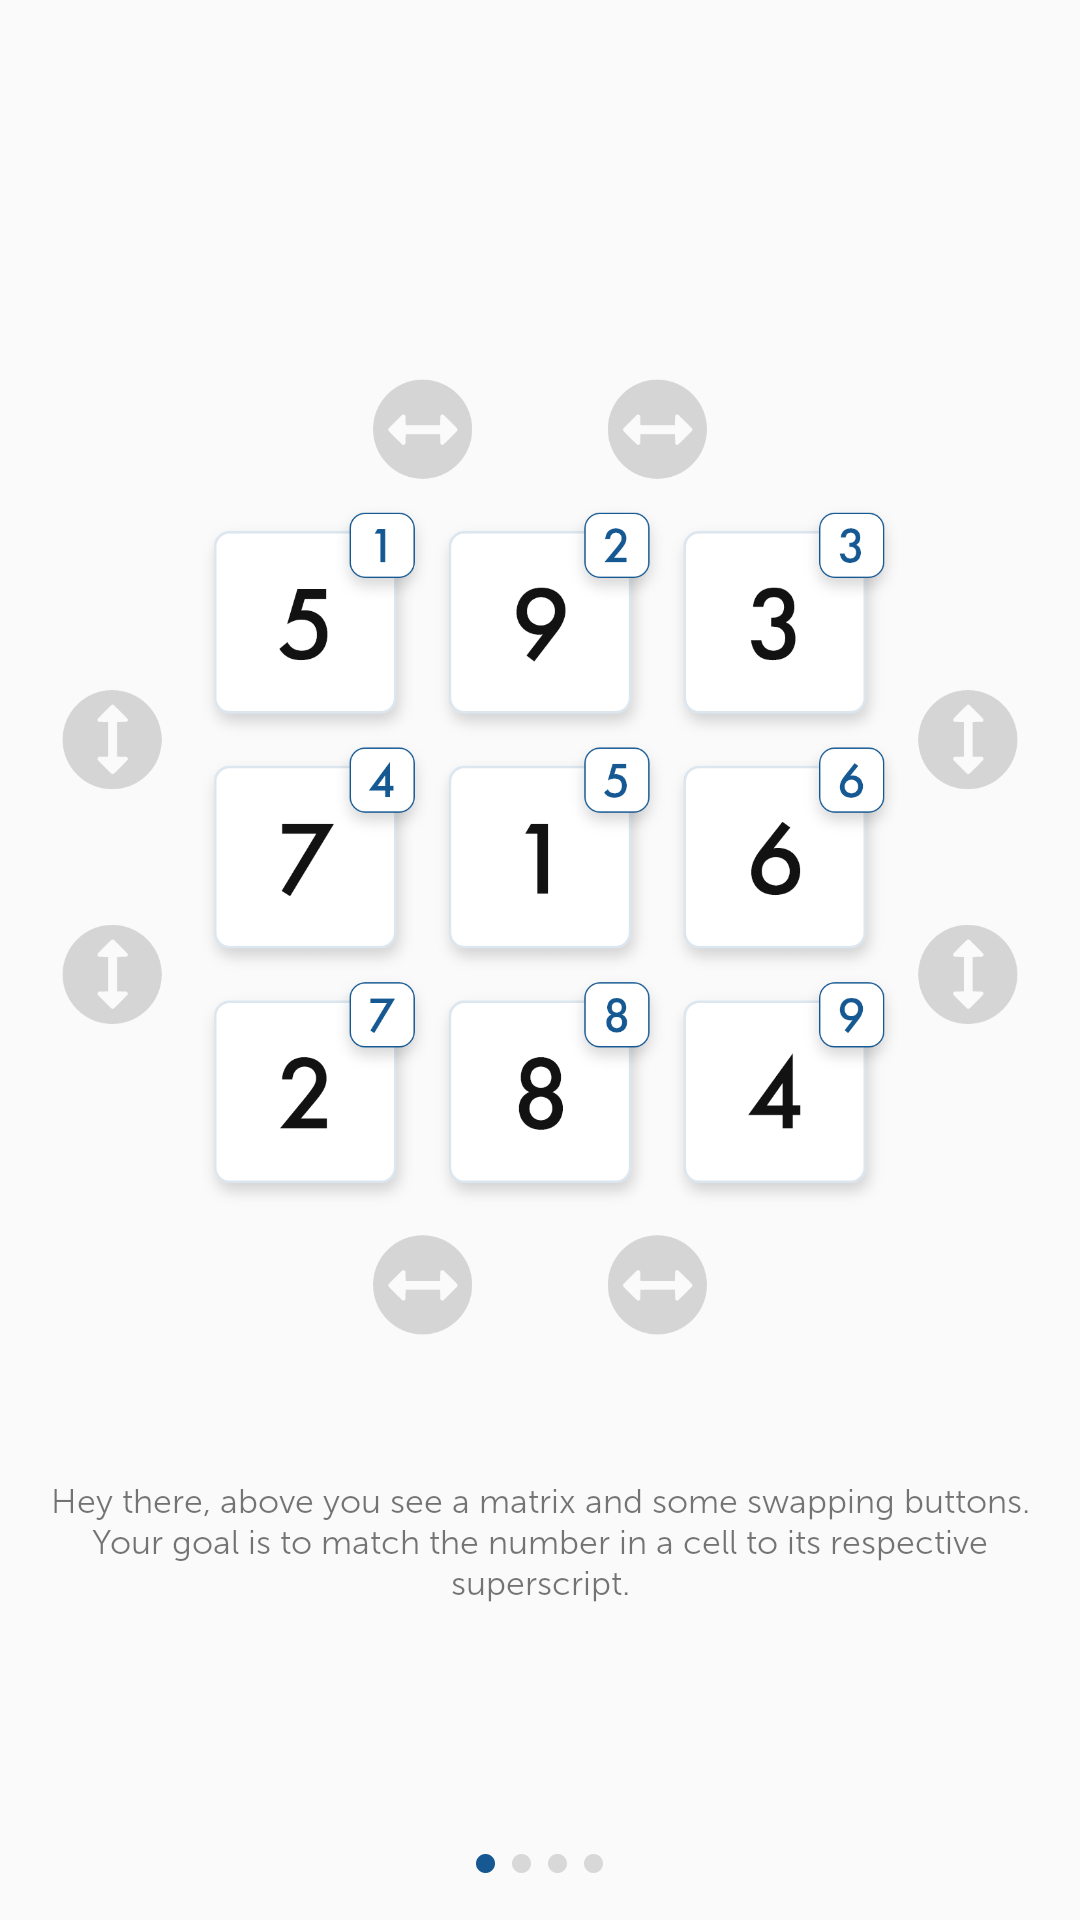 1 2 3
5 9 3
4 5 6
7 1 6
7 8 9
2 8 4
Hey there, above you see a matrix and some swapping buttons.
Your goal is to match the number in a cell to its respective
superscript.